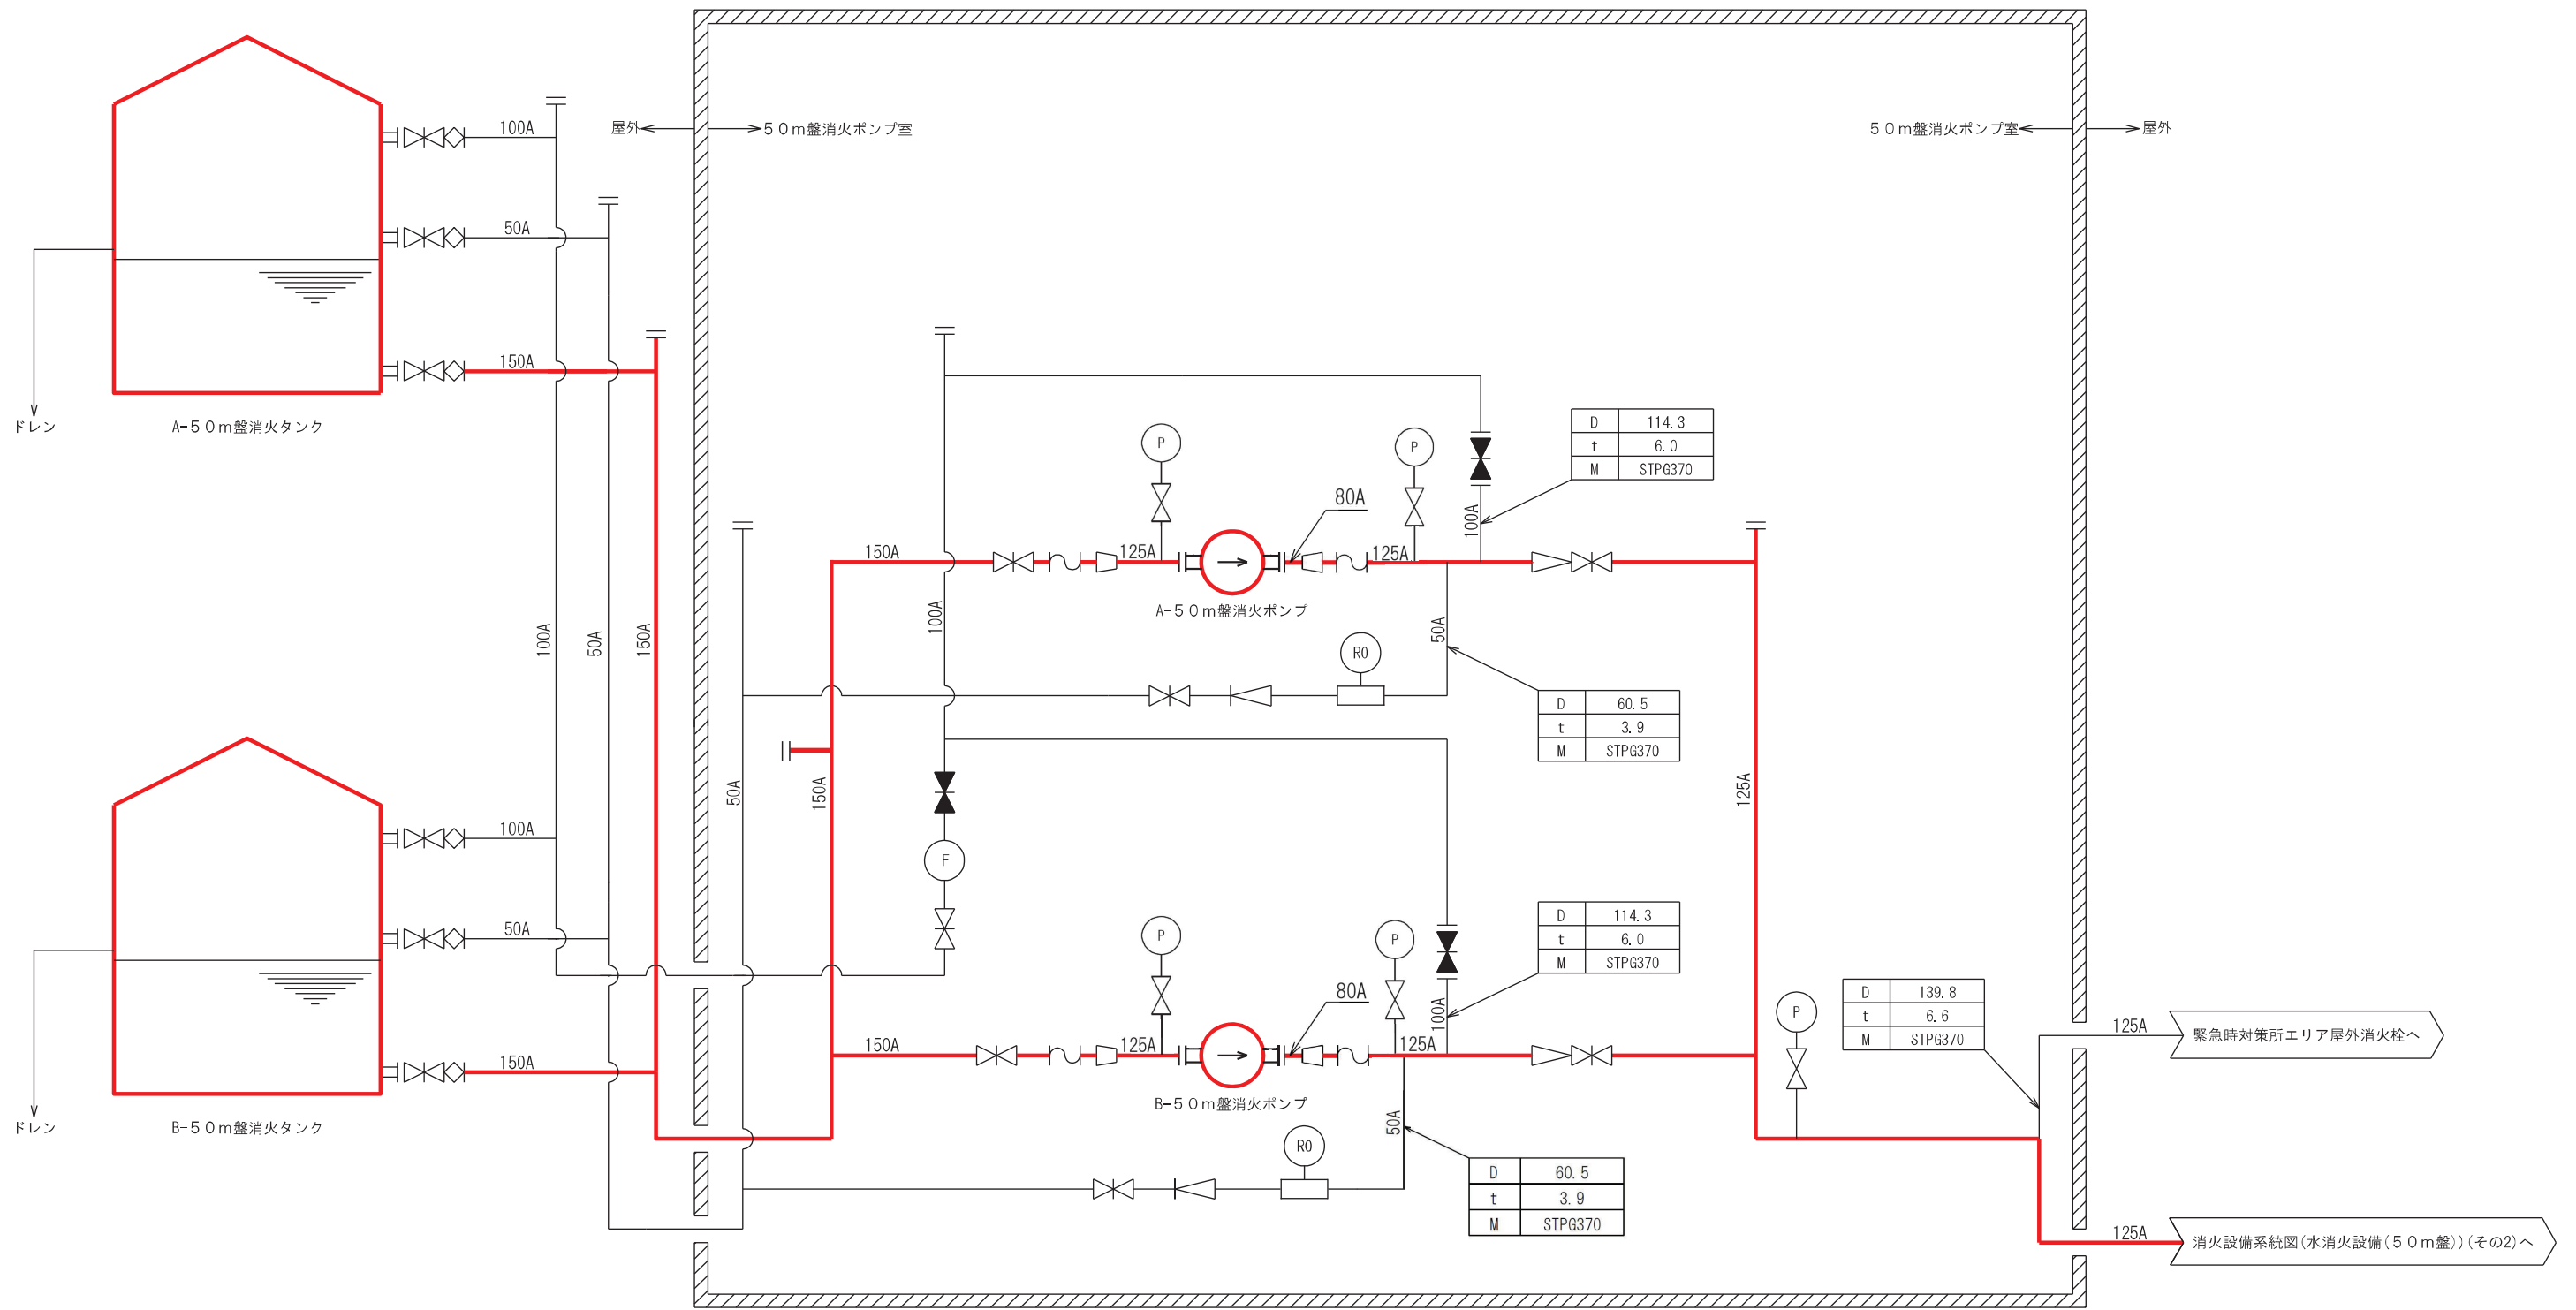 100A
屋外
５０ｍ盤消火ポンプ室
５０ｍ盤消火ポンプ室
屋外
50A
150A
ドレン
A-５０ｍ盤消火タンク
P
P
D 114.3
t 6.0
M STPG370
80A
100A
150A
125A
125A
A-５０ｍ盤消火ポンプ
100A
50A
150A
100A
50A
RO
D 60.5
t 3.9
M STPG370
50A
150A
125A
100A
F
50A
P
P
D 114.3
t 6.0
M STPG370
80A
100A
150A
125A
125A
P
D 139.8
t 6.6
M STPG370
125A
緊急時対策所エリア屋外消火栓へ
150A
ドレン
B-５０ｍ盤消火タンク
B-５０ｍ盤消火ポンプ
50A
RO
D 60.5
t 3.9
M STPG370
125A
消火設備系統図(水消火設備(５０ｍ盤))(その2)へ